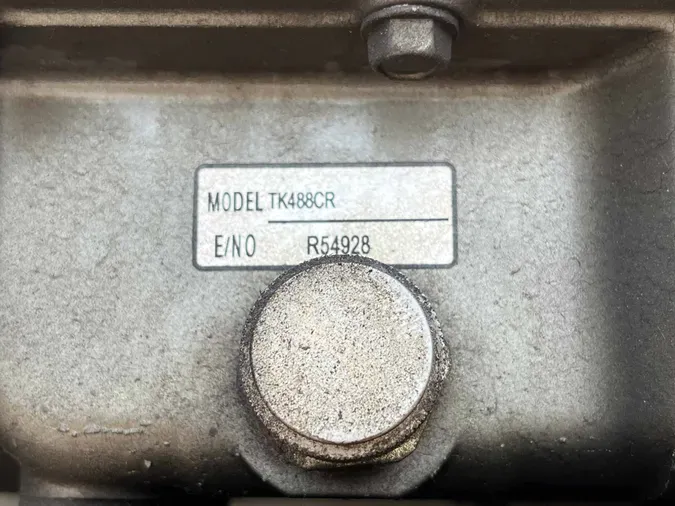 MODEL TK488CR
E/NO R54928